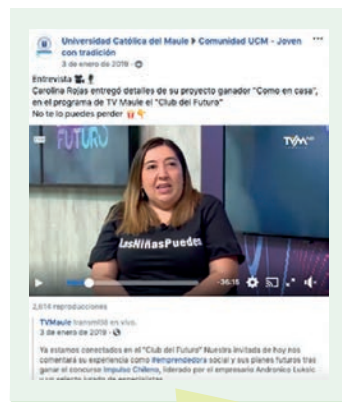 Universidad Católica del Maule ▸ Comunidad UCM - Joven
con tradición
3 de enero de 2019 ·
Entrevista
Carolina Rojas entregó detalles de su proyecto ganador "Como en casa",
en el programa de TV Maule el "Club del Futuro"
No te lo puedes perder
FUTURO
TVM HD
LasNiñasPueden
-36:15
2,614 reproducciones
TVMaule transmitió en vivo.
3 de enero de 2019 ·
Ya estamos conectados en el "Club del Futuro" Nuestra invitada de hoy nos
comentará su experiencia como #emprendedora social y sus planes futuros tras
ganar el concurso Impulso Chileno, liderado por el empresario Andronico Luksic
y un selecto jurado de especialistas